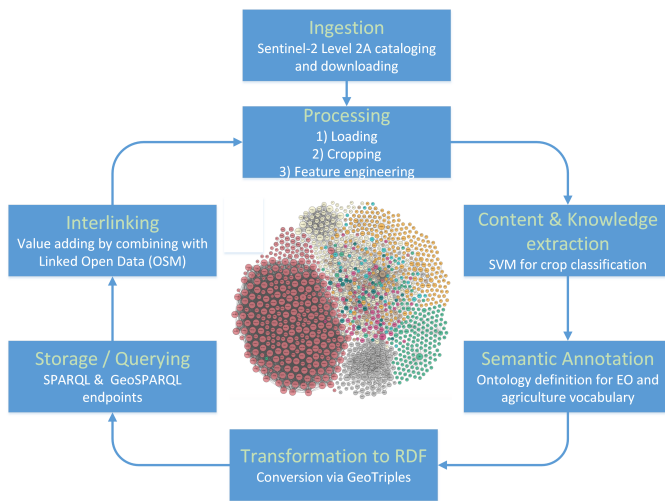 Ingestion
Sentinel-2 Level 2A cataloging
and downloading
Processing
1) Loading
2) Cropping
3) Feature engineering
Interlinking
Value adding by combining with
Linked Open Data (OSM)
Content & Knowledge
extraction
SVM for crop classification
Storage / Querying
SPARQL & GeoSPARQL
endpoints
Semantic Annotation
Ontology definition for EO and
agriculture vocabulary
Transformation to RDF
Conversion via GeoTriples